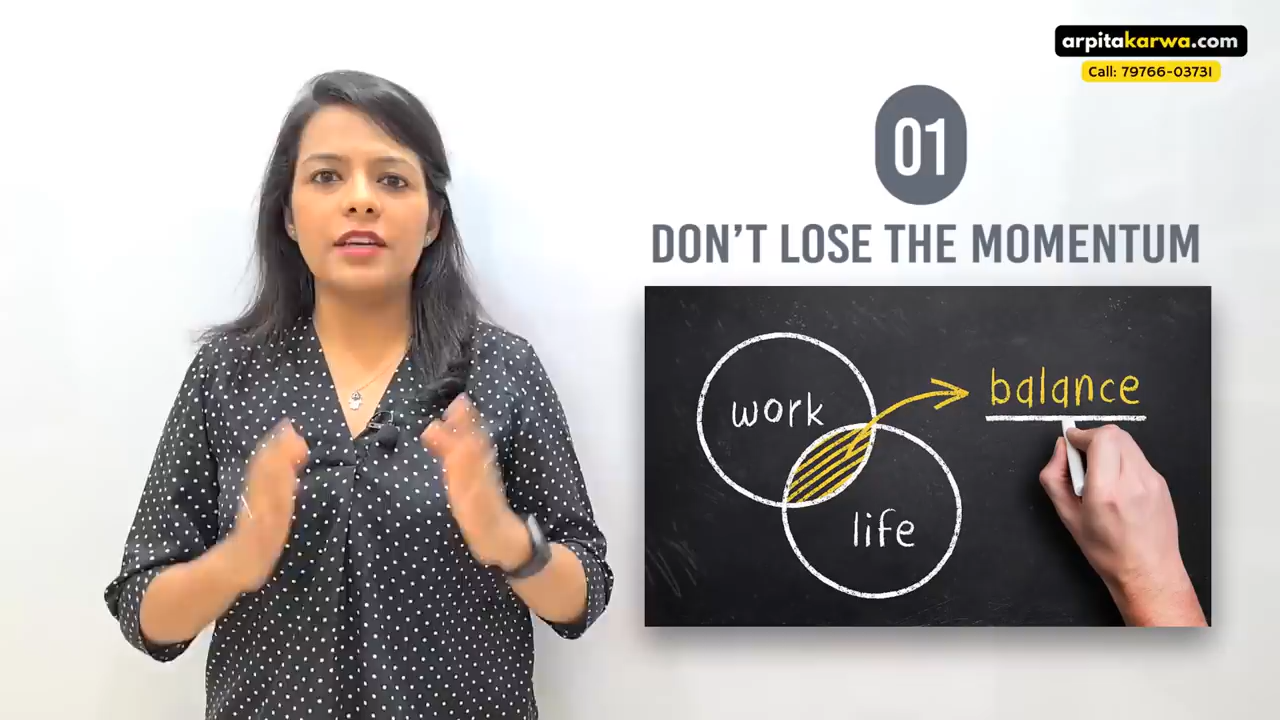 arpitakarwa.com
Call: 79766-03731
01
DON'T LOSE THE MOMENTUM
work
balance
life